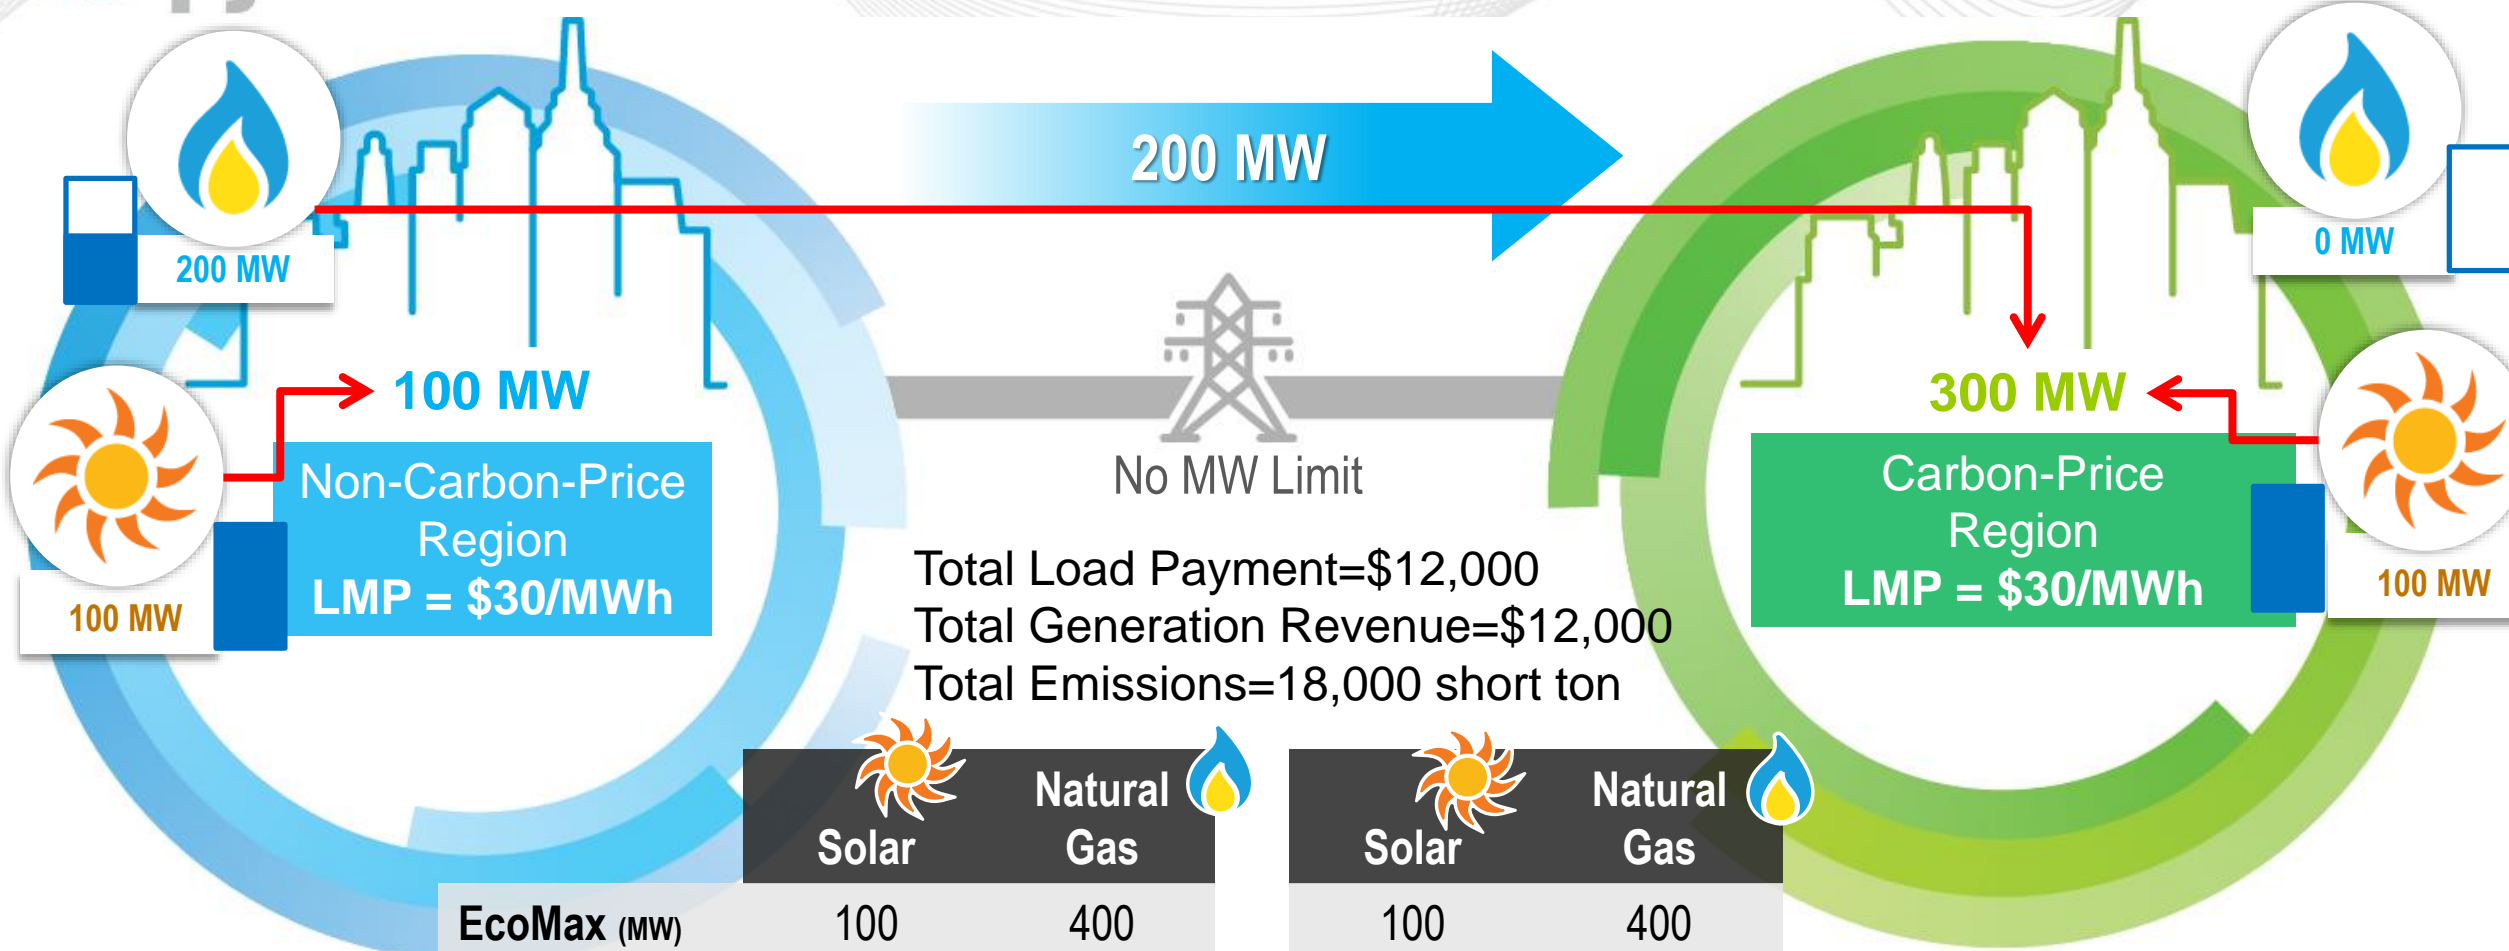 200 MW
200 MW
0 MW
100 MW
300 MW
No MW Limit
Non-Carbon-Price
Region
LMP = $30/MWh
Carbon-Price
Region
LMP = $30/MWh
100 MW
100 MW
Total Load Payment=$12,000
Total Generation Revenue=$12,000
Total Emissions=18,000 short ton
Solar
Natural
Gas
Solar
Natural
Gas
EcoMax (MW) 100 400 100 400